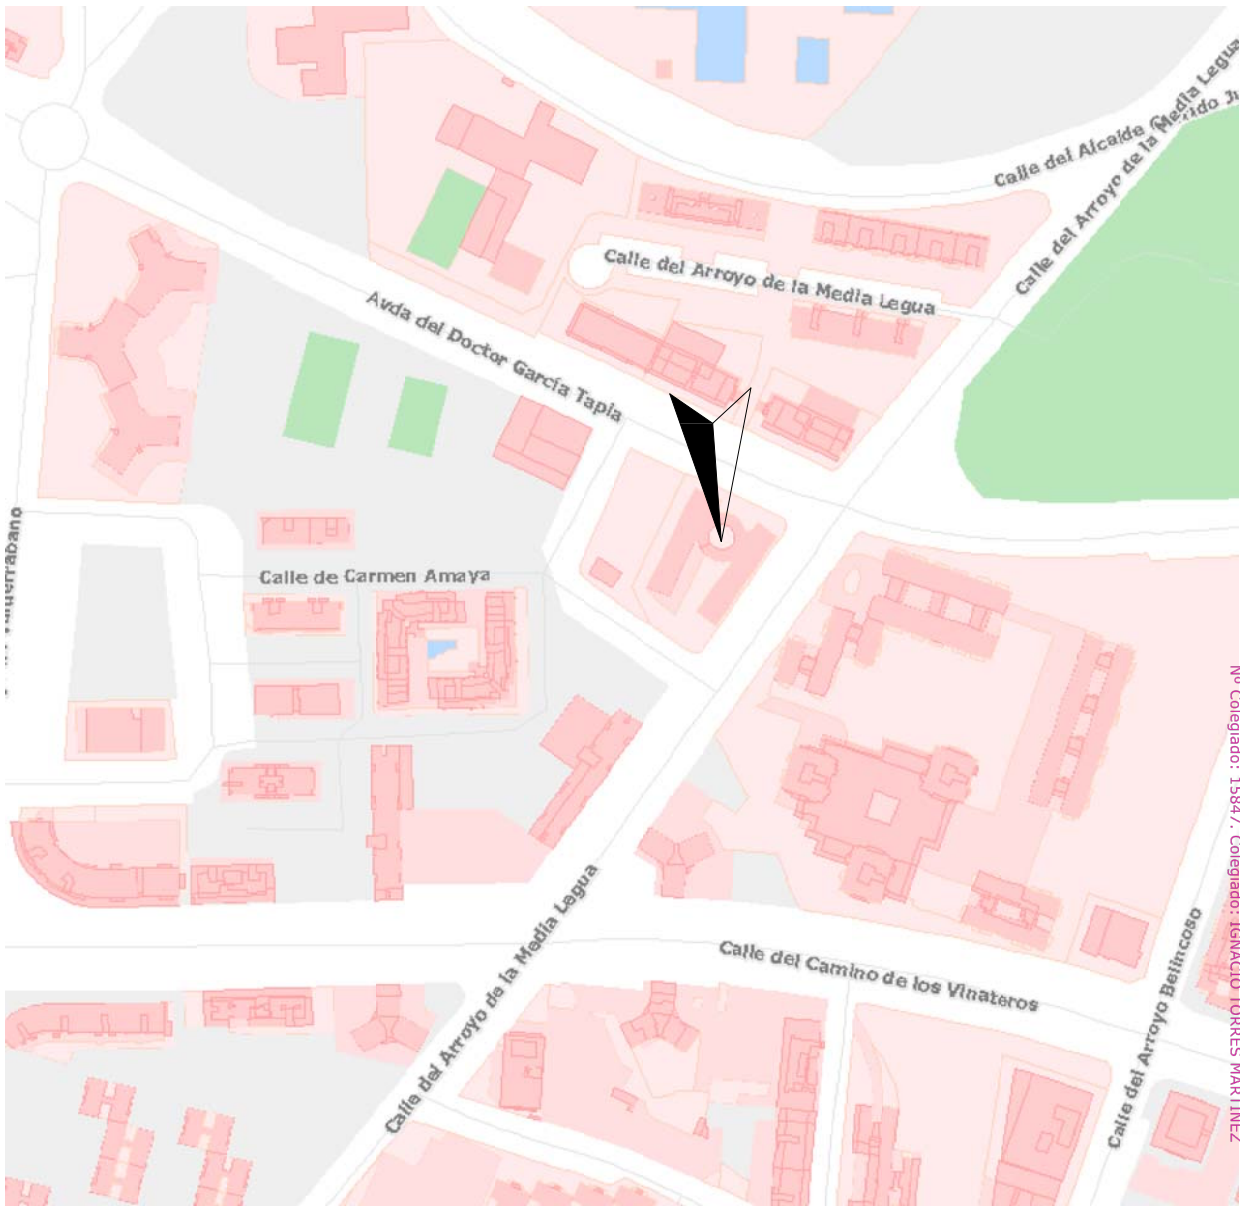 Calle del Arroyo de la Media Legua
Calle del Alcalde
Calle del Arroyo de la Media Legua
Avda del Doctor García Tapia
Calle de Carmen Amaya
Calle del Arroyo de la Media Legua
Calle del Camino de los Vinateros
Calle del Arroyo Belincoso
Nº Colegiado: 15847. Colegiado: IGNACIO TORRES MARTINEZ